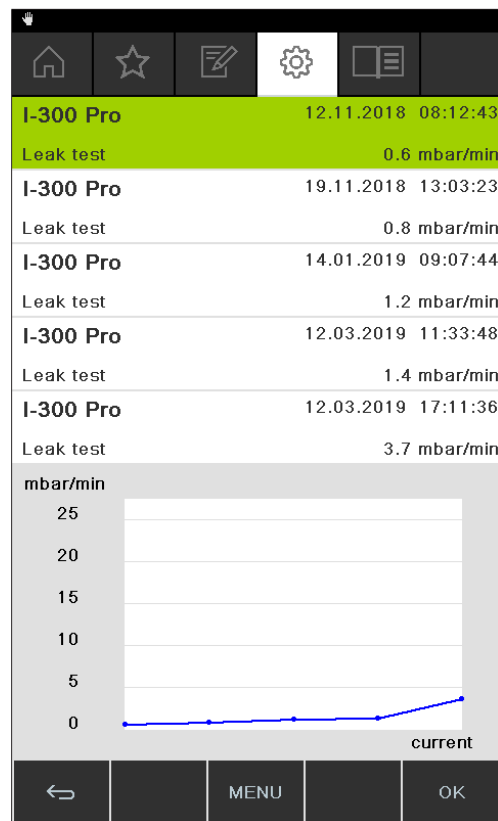 I-300 Pro 12.11.2018 08:12:43
Leak test 0.6 mbar/min
I-300 Pro 19.11.2018 13:03:23
Leak test 0.8 mbar/min
I-300 Pro 14.01.2019 09:07:44
Leak test 1.2 mbar/min
I-300 Pro 12.03.2019 11:33:48
Leak test 1.4 mbar/min
I-300 Pro 12.03.2019 17:11:36
Leak test 3.7 mbar/min
mbar/min
25
20
15
10
5
0
current
MENU OK